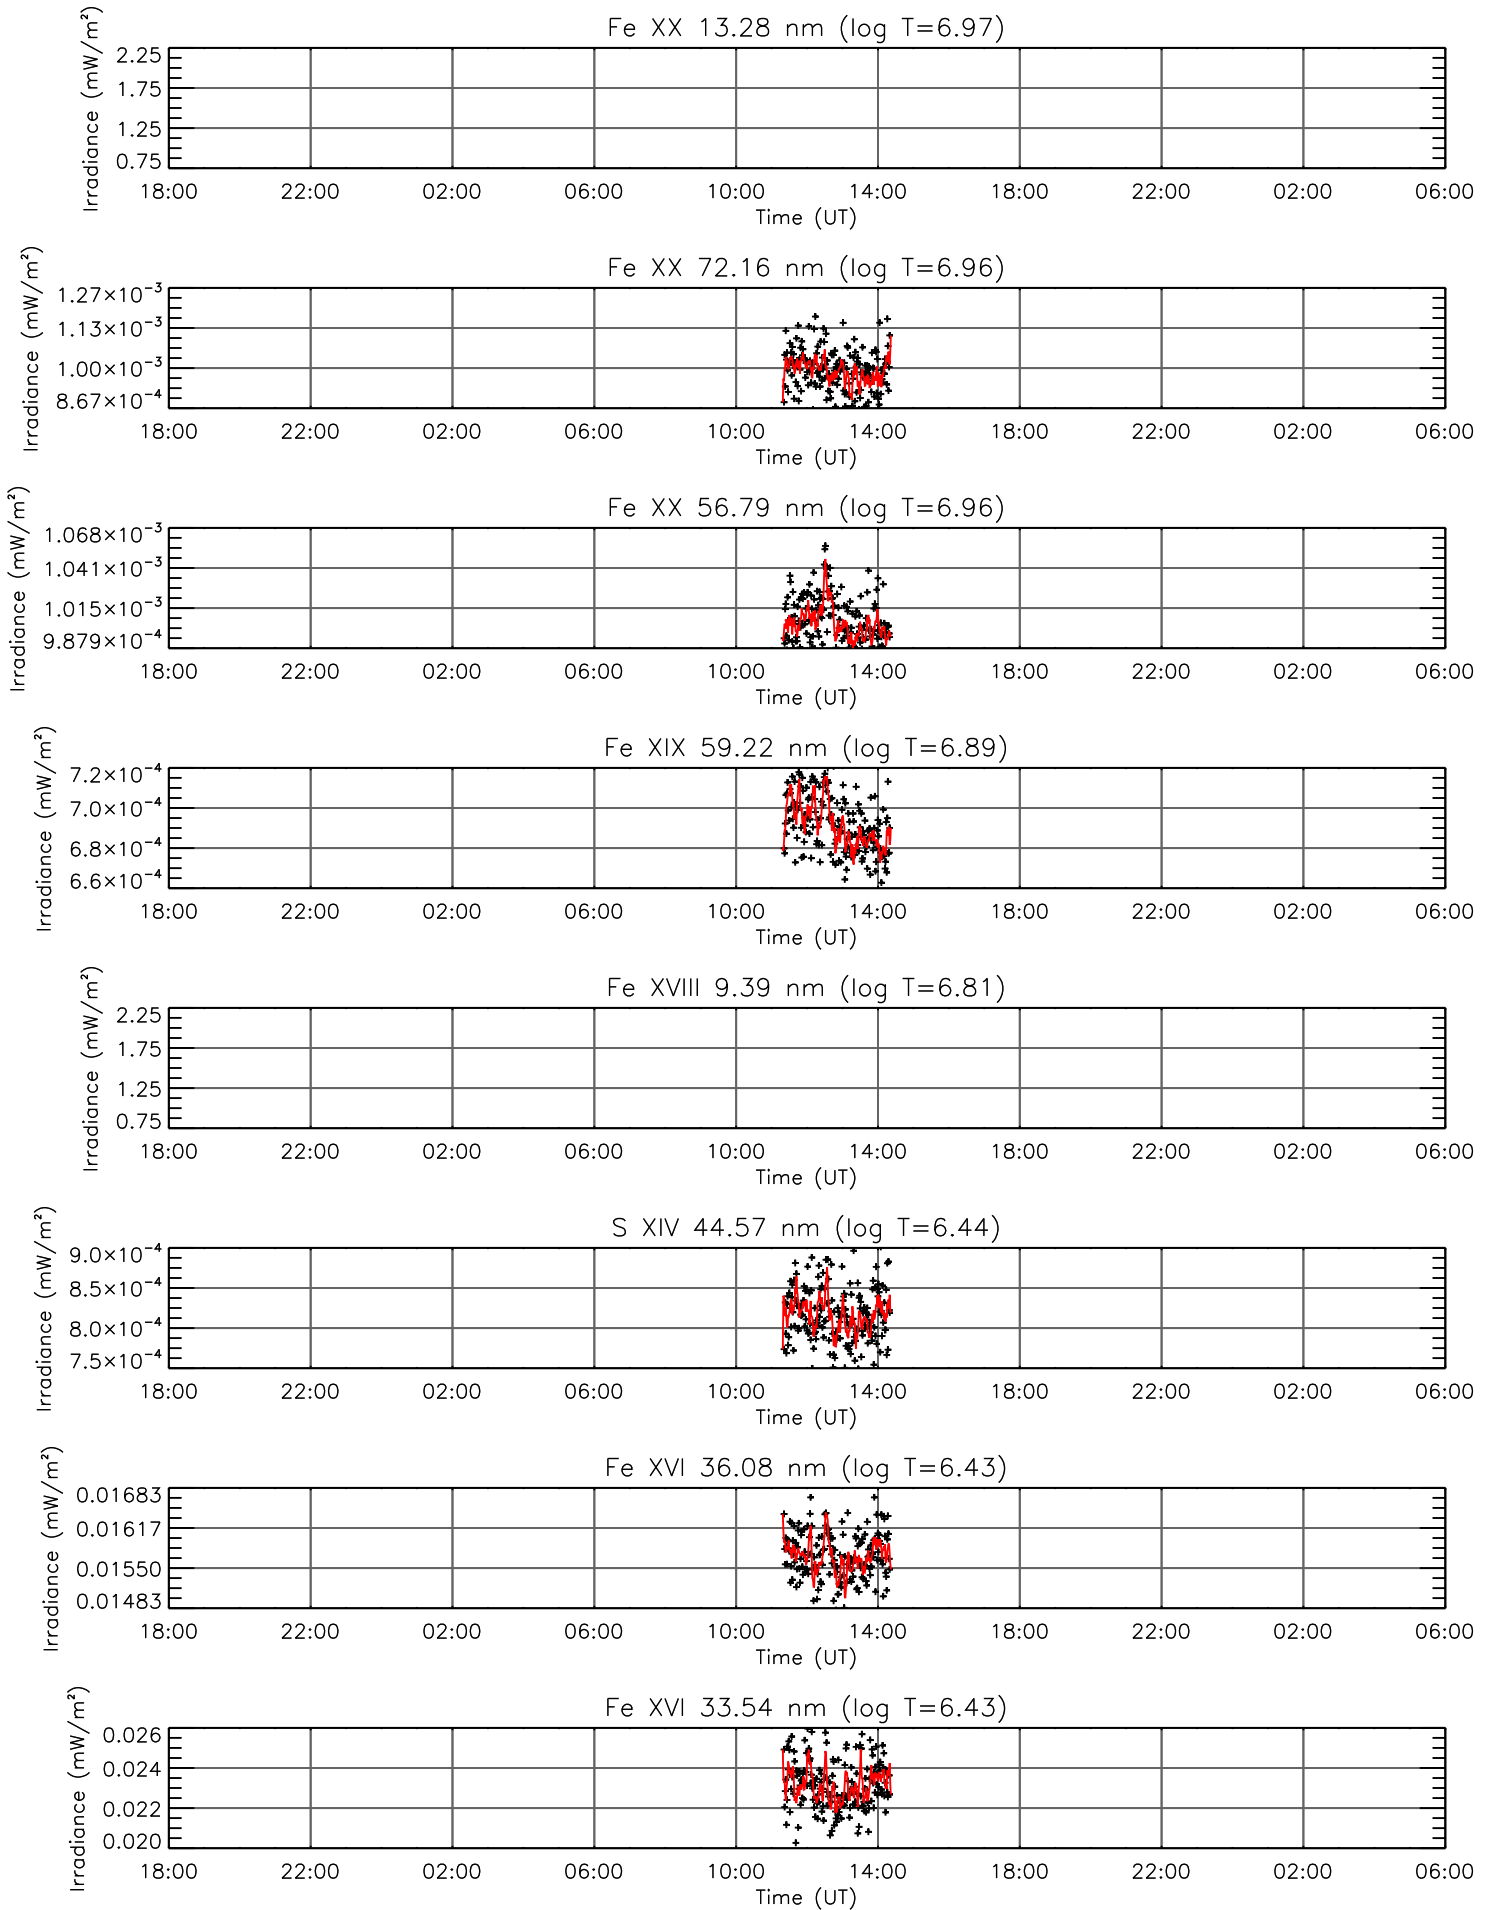 Fe XX 13.28 nm (log T=6.97)
Irradiance (mW/m²)
2.25
1.75
1.25
0.75
18:00 22:00 02:00 06:00 10:00 14:00 18:00 22:00 02:00 06:00
Time (UT)
Fe XX 72.16 nm (log T=6.96)
Irradiance (mW/m²)
1.27×10⁻³
1.13×10⁻³
1.00×10⁻³
8.67×10⁻⁴
18:00 22:00 02:00 06:00 10:00 14:00 18:00 22:00 02:00 06:00
Time (UT)
Fe XX 56.79 nm (log T=6.96)
Irradiance (mW/m²)
1.068×10⁻³
1.041×10⁻³
1.015×10⁻³
9.879×10⁻⁴
18:00 22:00 02:00 06:00 10:00 14:00 18:00 22:00 02:00 06:00
Time (UT)
Fe XIX 59.22 nm (log T=6.89)
Irradiance (mW/m²)
7.2×10⁻⁴
7.0×10⁻⁴
6.8×10⁻⁴
6.6×10⁻⁴
18:00 22:00 02:00 06:00 10:00 14:00 18:00 22:00 02:00 06:00
Time (UT)
Fe XVIII 9.39 nm (log T=6.81)
Irradiance (mW/m²)
2.25
1.75
1.25
0.75
18:00 22:00 02:00 06:00 10:00 14:00 18:00 22:00 02:00 06:00
Time (UT)
S XIV 44.57 nm (log T=6.44)
Irradiance (mW/m²)
9.0×10⁻⁴
8.5×10⁻⁴
8.0×10⁻⁴
7.5×10⁻⁴
18:00 22:00 02:00 06:00 10:00 14:00 18:00 22:00 02:00 06:00
Time (UT)
Fe XVI 36.08 nm (log T=6.43)
Irradiance (mW/m²)
0.01683
0.01617
0.01550
0.01483
18:00 22:00 02:00 06:00 10:00 14:00 18:00 22:00 02:00 06:00
Time (UT)
Fe XVI 33.54 nm (log T=6.43)
Irradiance (mW/m²)
0.026
0.024
0.022
0.020
18:00 22:00 02:00 06:00 10:00 14:00 18:00 22:00 02:00 06:00
Time (UT)